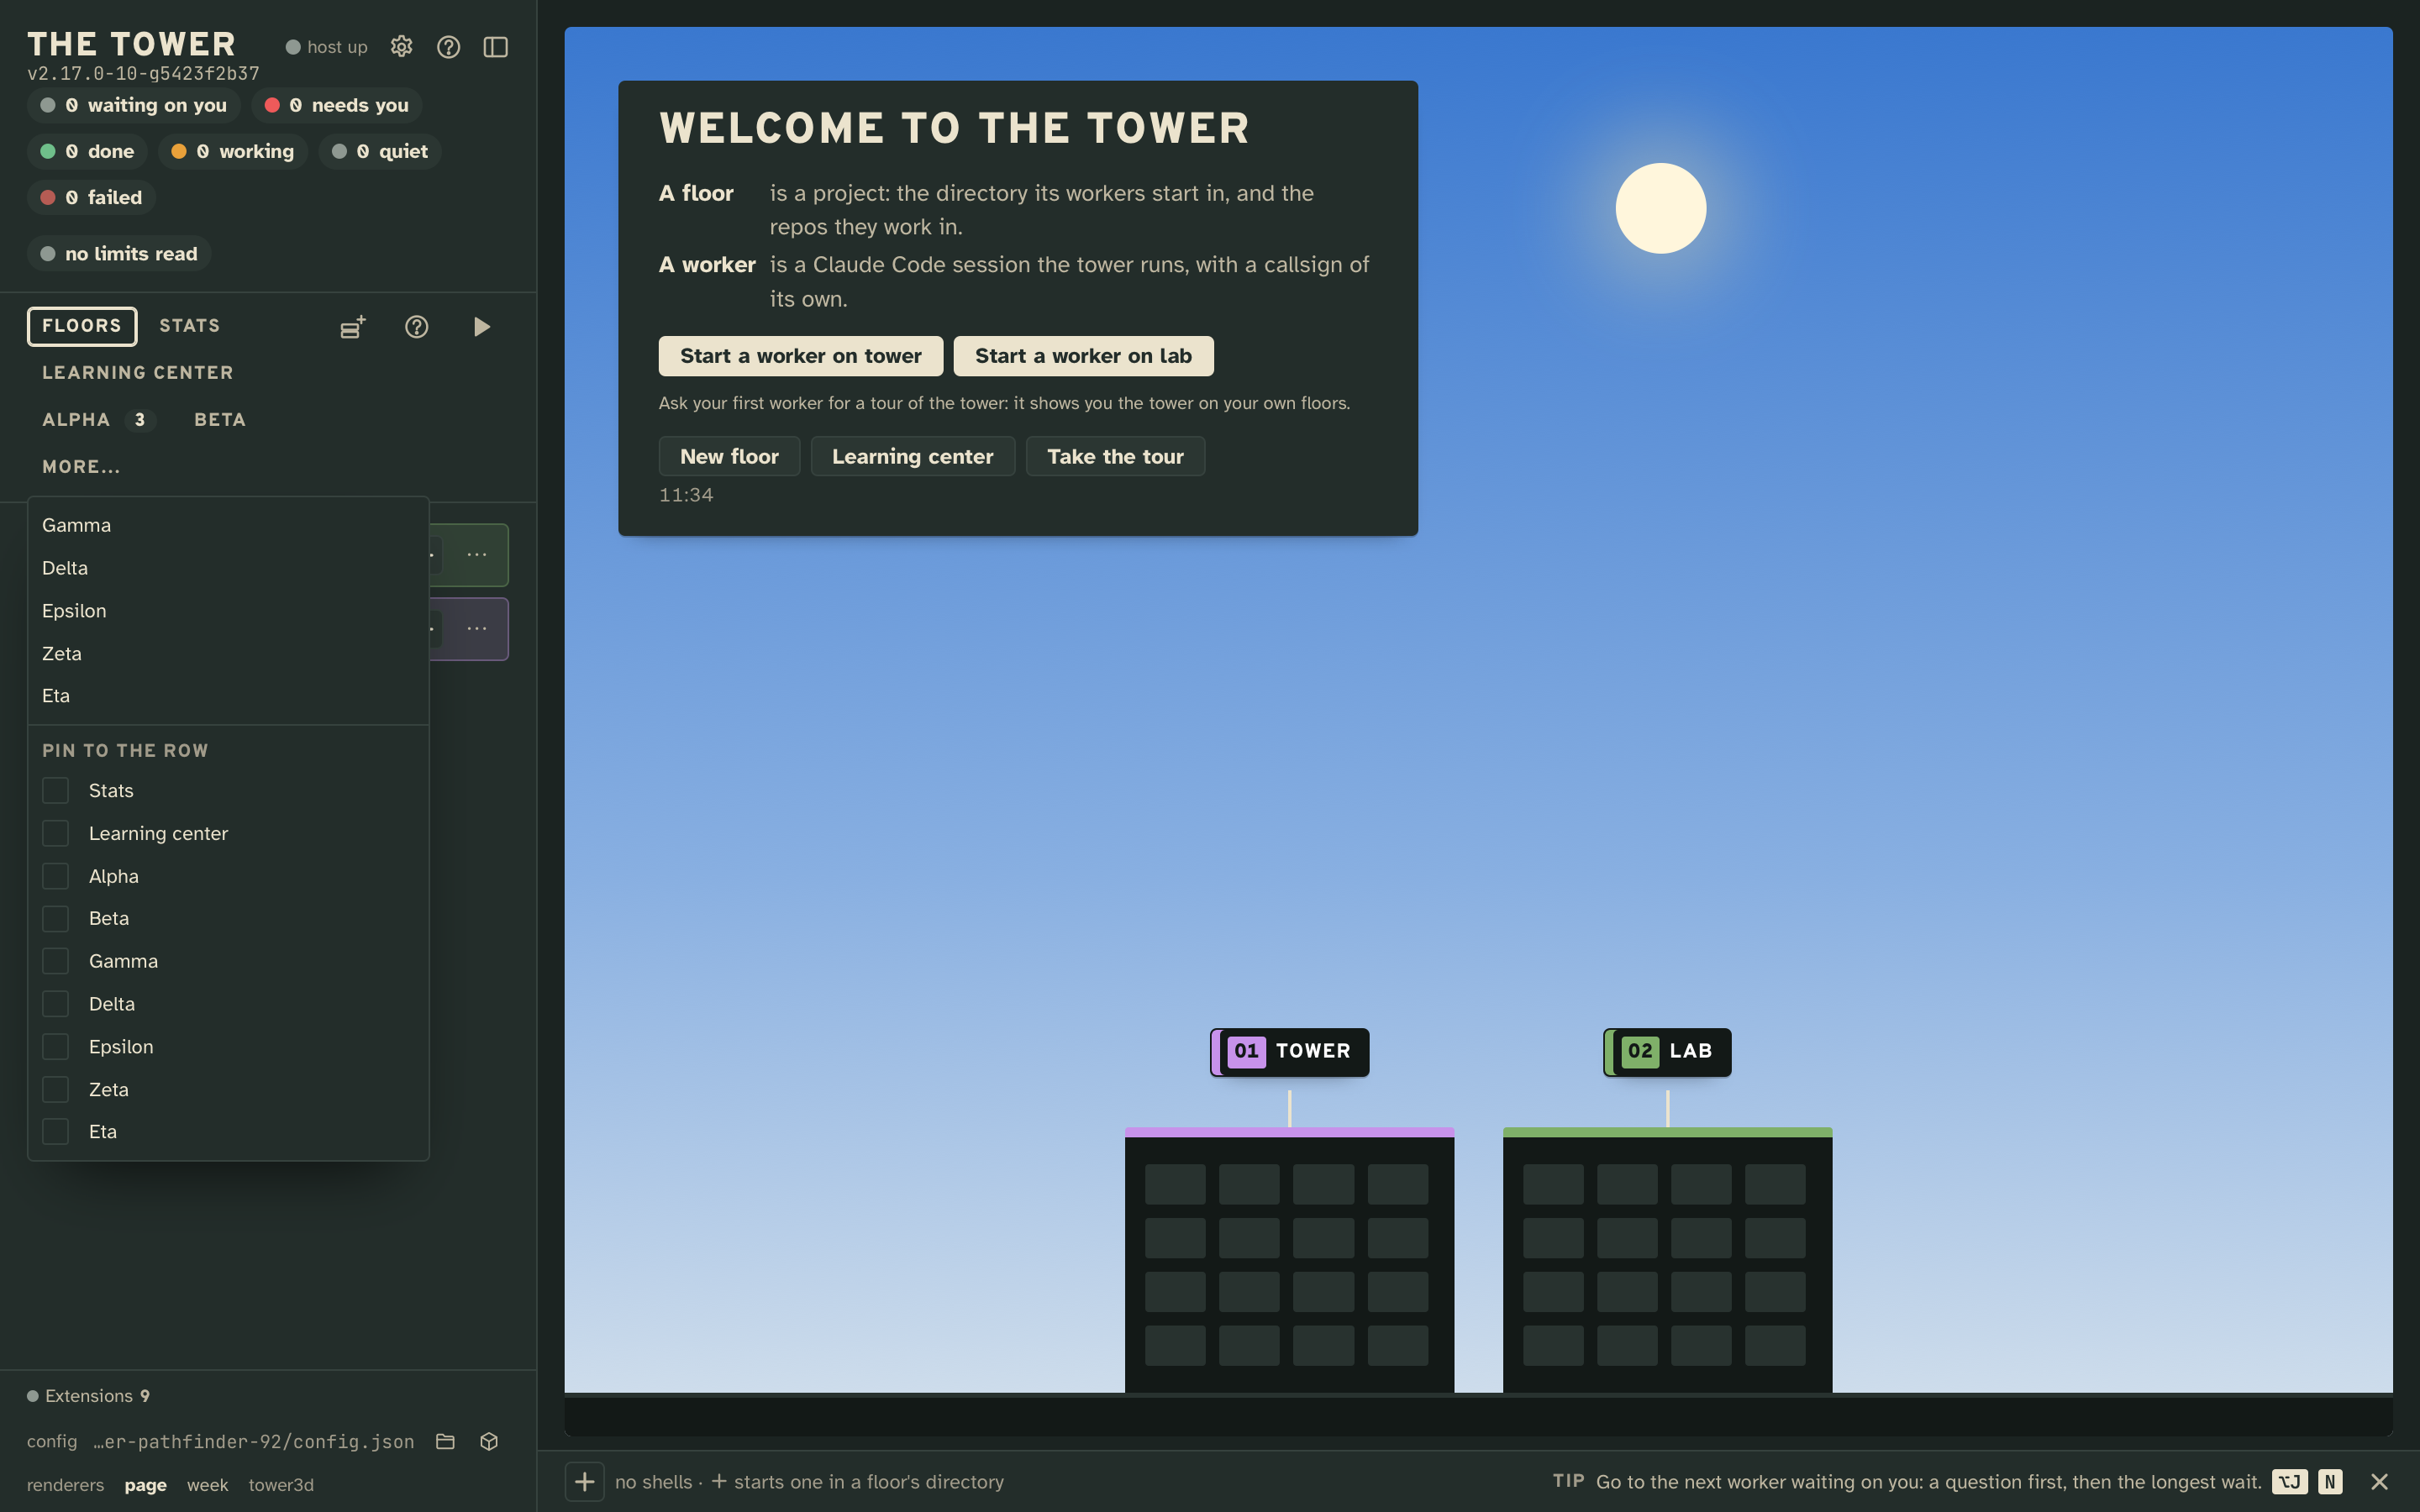 THE TOWER
host up
v2.17.0-10-g5423f2b37
0 waiting on you
0 needs you
0 done
0 working
0 quiet
0 failed
no limits read
FLOORS
STATS
LEARNING CENTER
ALPHA 3
BETA
MORE...
Gamma
Delta
Epsilon
Zeta
Eta
PIN TO THE ROW
Stats
Learning center
Alpha
Beta
Gamma
Delta
Epsilon
Zeta
Eta
Extensions 9
config …er-pathfinder-92/config.json
renderers page week tower3d
WELCOME TO THE TOWER
A floor is a project: the directory its workers start in, and the
repos they work in.
A worker is a Claude Code session the tower runs, with a callsign of
its own.
Start a worker on tower
Start a worker on lab
Ask your first worker for a tour of the tower: it shows you the tower on your own floors.
New floor
Learning center
Take the tour
11:34
01 TOWER
02 LAB
no shells · + starts one in a floor's directory
TIP Go to the next worker waiting on you: a question first, then the longest wait. ⌥J N